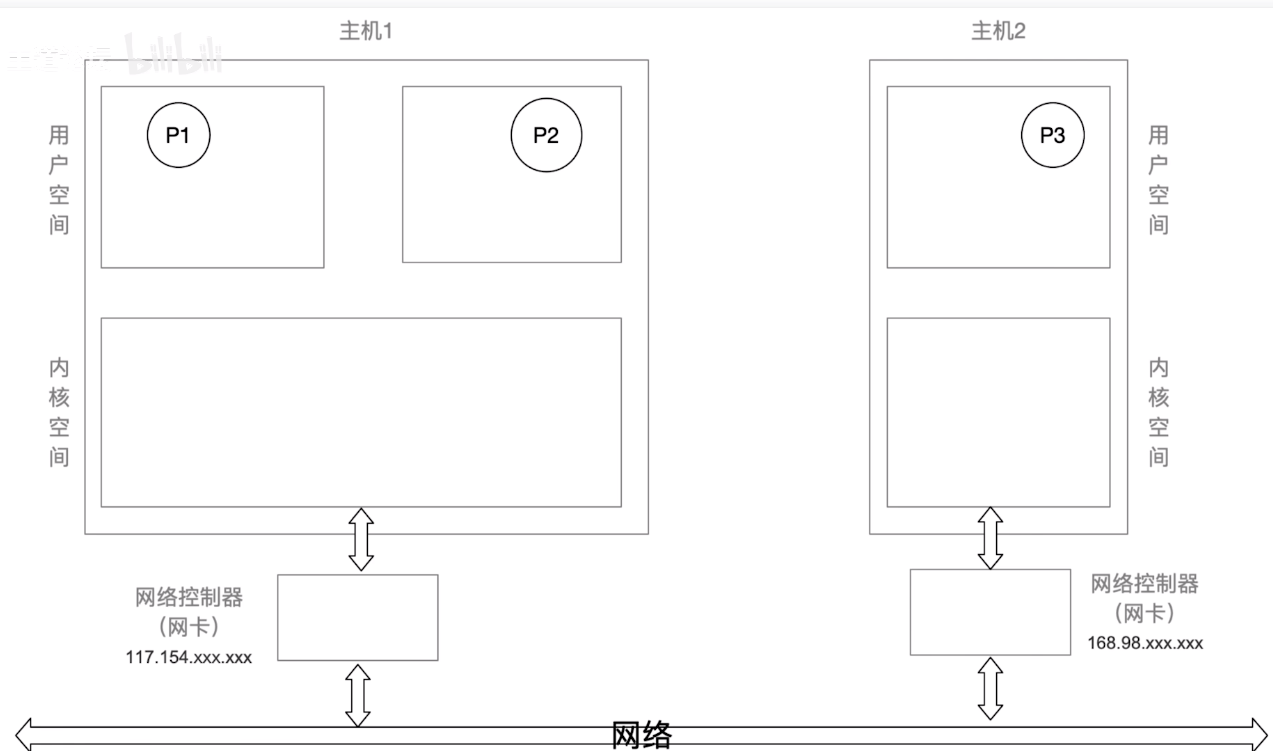 主机1
主机2
bilibili
P1
P2
P3
用户空间
用户空间
内核空间
内核空间
网络控制器
（网卡）
117.154.xxx.xxx
网络控制器
（网卡）
168.98.xxx.xxx
网络